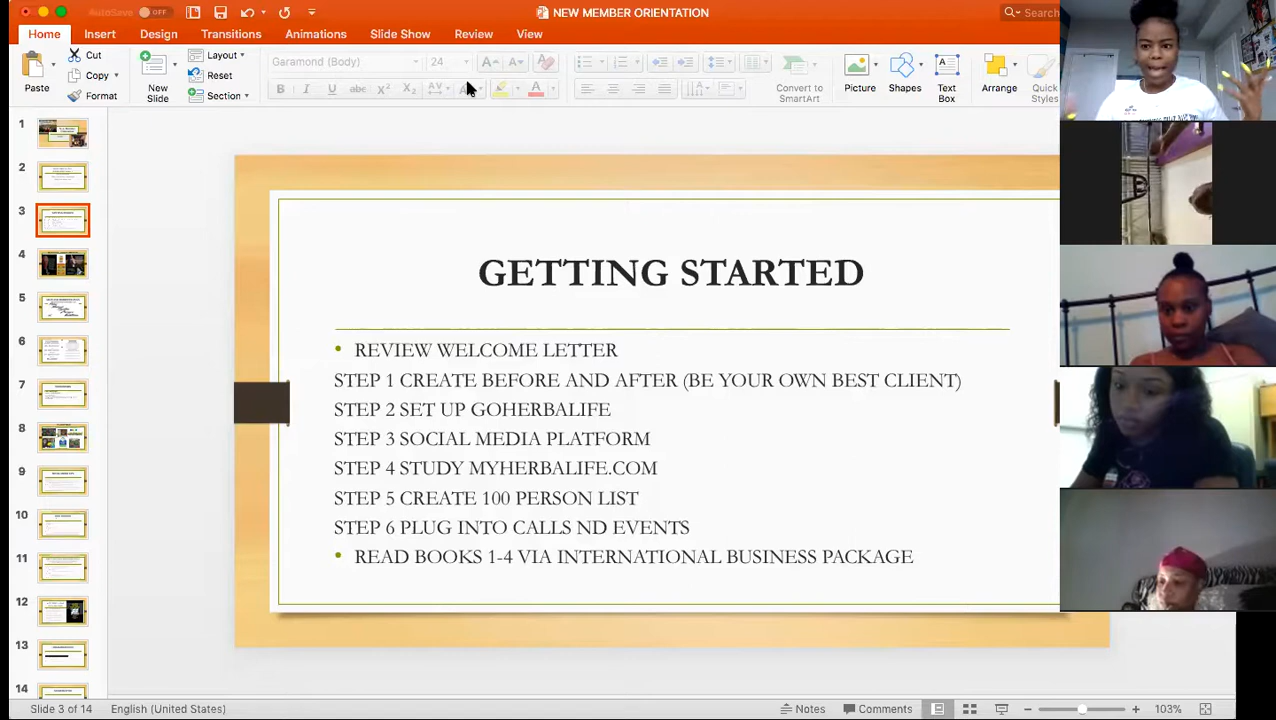 AutoSave OFF
NEW MEMBER ORIENTATION
Search
Home Insert Design Transitions Animations Slide Show Review View
Paste
Cut
Copy
Format
New
Slide
Layout
Reset
Section
Garamond (Body)
24
Convert to
SmartArt
Picture
Shapes
Text
Box
Arrange
Quick
Styles
1
2
3
4
5
6
7
8
9
10
11
12
13
14
GETTING STARTED
• REVIEW WELCOME LETTER
STEP 1 CREATE BEFORE AND AFTER (BE YOUR OWN BEST CLIENT)
STEP 2 SET UP GOHERBALIFE
STEP 3 SOCIAL MEDIA PLATFORM
STEP 4 STUDY MYHERBALIFE.COM
STEP 5 CREATE 100 PERSON LIST
STEP 6 PLUG INTO CALLS ND EVENTS
• READ BOOKS 1-4 VIA INTERNATIONAL BUSINESS PACKAGE
Slide 3 of 14 English (United States)
Notes Comments 103%